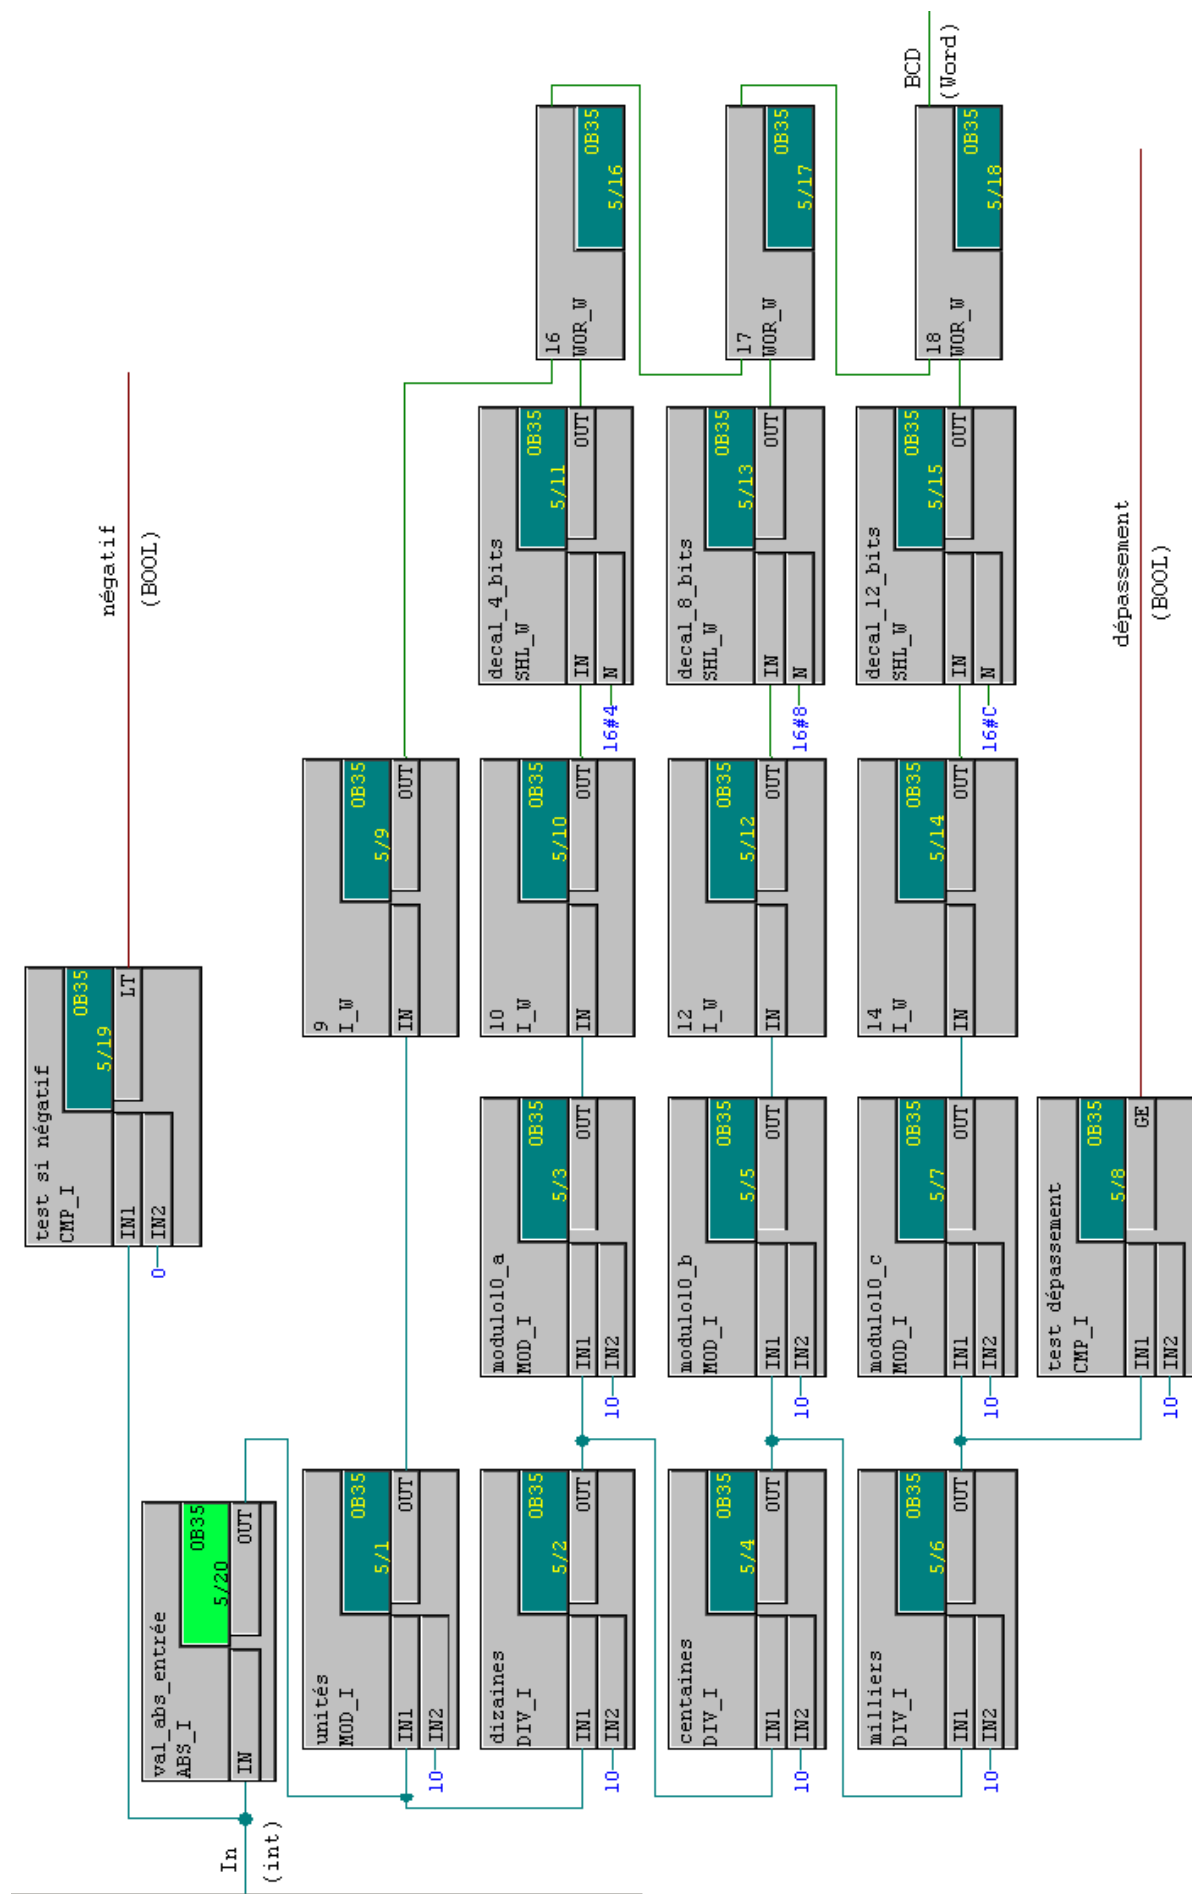 In
(int)
val_abs_entrée
ABS_I
OB35
5/20
IN
OUT
test si négatif
CMP_I
OB35
5/19
IN1
LT
IN2
0
négatif
(BOOL)
unités
MOD_I
OB35
5/1
IN1
OUT
IN2
10
9
I_W
OB35
5/9
IN
OUT
dizaines
DIV_I
OB35
5/2
IN1
OUT
IN2
10
modulo10_a
MOD_I
OB35
5/3
IN1
OUT
IN2
10
10
I_W
OB35
5/10
IN
OUT
decal_4_bits
SHL_W
OB35
5/11
IN
OUT
N
16#4
16
WOR_W
OB35
5/16
centaines
DIV_I
OB35
5/4
IN1
OUT
IN2
10
modulo10_b
MOD_I
OB35
5/5
IN1
OUT
IN2
10
12
I_W
OB35
5/12
IN
OUT
decal_8_bits
SHL_W
OB35
5/13
IN
OUT
N
16#8
17
WOR_W
OB35
5/17
milliers
DIV_I
OB35
5/6
IN1
OUT
IN2
10
modulo10_c
MOD_I
OB35
5/7
IN1
OUT
IN2
10
14
I_W
OB35
5/14
IN
OUT
decal_12_bits
SHL_W
OB35
5/15
IN
OUT
N
16#C
18
WOR_W
OB35
5/18
BCD
(Word)
test dépassement
CMP_I
OB35
5/8
IN1
GE
IN2
10
dépassement
(BOOL)